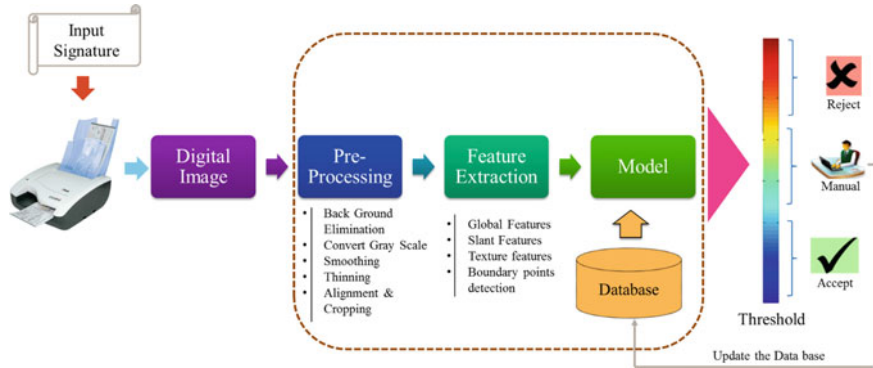 Input
Signature
Digital
Image
Pre-
Processing
Feature
Extraction
Model
• Back Ground
Elimination
• Convert Gray Scale
• Smoothing
• Thinning
• Alignment &
Cropping
• Global Features
• Slant Features
• Texture features
• Boundary points
detection
Database
Threshold
Reject
Manual
Accept
Update the Data base